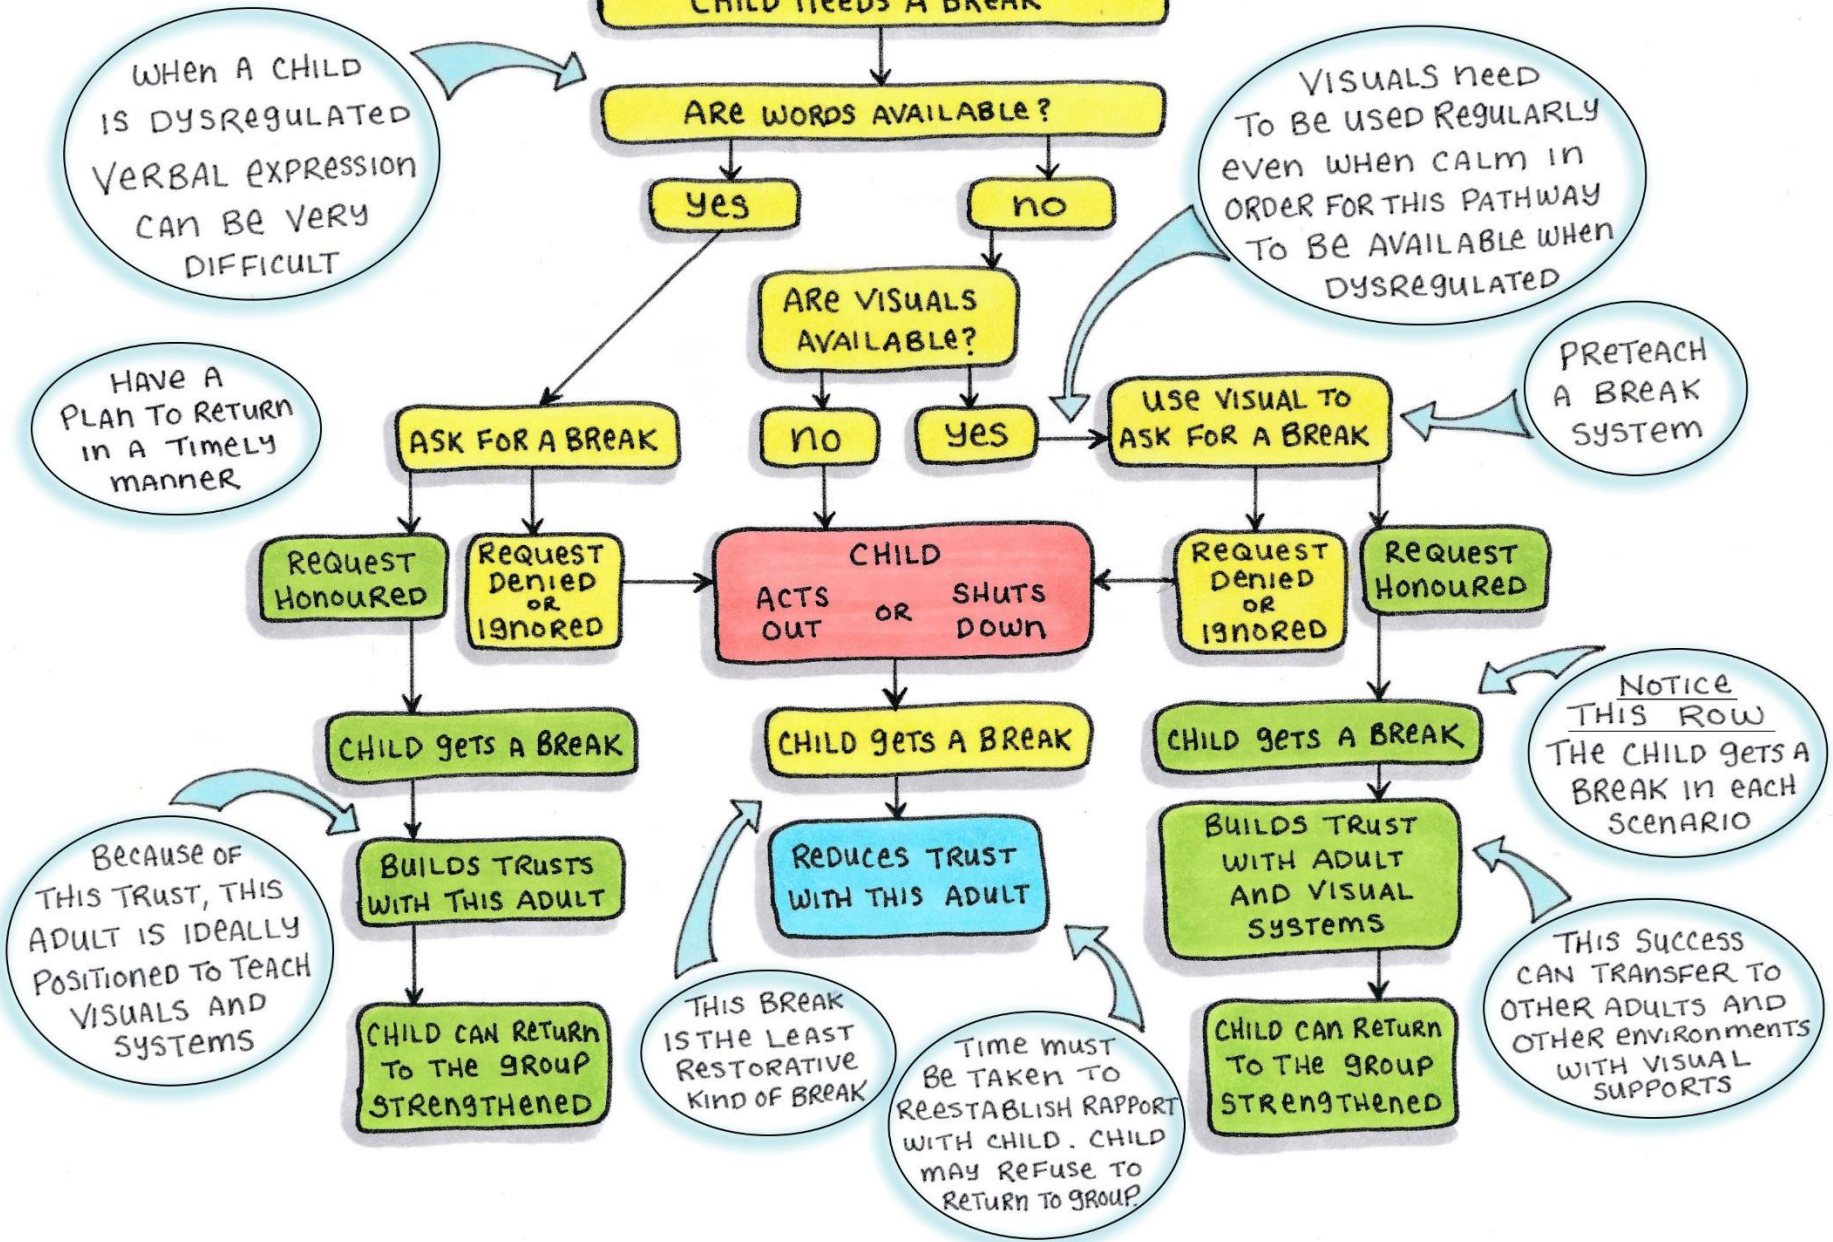 CHILD NEEDS A BREAK
WHEN A CHILD
IS DYSREGULATED
VERBAL EXPRESSION
CAN BE VERY
DIFFICULT
ARE WORDS AVAILABLE?
VISUALS NEED
TO BE USED REGULARLY
EVEN WHEN CALM IN
ORDER FOR THIS PATHWAY
TO BE AVAILABLE WHEN
DYSREGULATED
YES
NO
ARE VISUALS
AVAILABLE?
HAVE A
PLAN TO RETURN
IN A TIMELY
MANNER
ASK FOR A BREAK
NO
YES
USE VISUAL TO
ASK FOR A BREAK
PRETEACH
A BREAK
SYSTEM
REQUEST
HONOURED
REQUEST
DENIED
OR
IGNORED
CHILD
ACTS OUT OR SHUTS DOWN
REQUEST
DENIED
OR
IGNORED
REQUEST
HONOURED
CHILD GETS A BREAK
CHILD GETS A BREAK
CHILD GETS A BREAK
NOTICE
THIS ROW
THE CHILD GETS A
BREAK IN EACH
SCENARIO
BECAUSE OF
THIS TRUST, THIS
ADULT IS IDEALLY
POSITIONED TO TEACH
VISUALS AND
SYSTEMS
BUILDS TRUSTS
WITH THIS ADULT
REDUCES TRUST
WITH THIS ADULT
BUILDS TRUST
WITH ADULT
AND VISUAL
SYSTEMS
THIS SUCCESS
CAN TRANSFER TO
OTHER ADULTS AND
OTHER ENVIRONMENTS
WITH VISUAL
SUPPORTS
CHILD CAN RETURN
TO THE GROUP
STRENGTHENED
THIS BREAK
IS THE LEAST
RESTORATIVE
KIND OF BREAK
TIME MUST
BE TAKEN TO
REESTABLISH RAPPORT
WITH CHILD. CHILD
MAY REFUSE TO
RETURN TO GROUP.
CHILD CAN RETURN
TO THE GROUP
STRENGTHENED